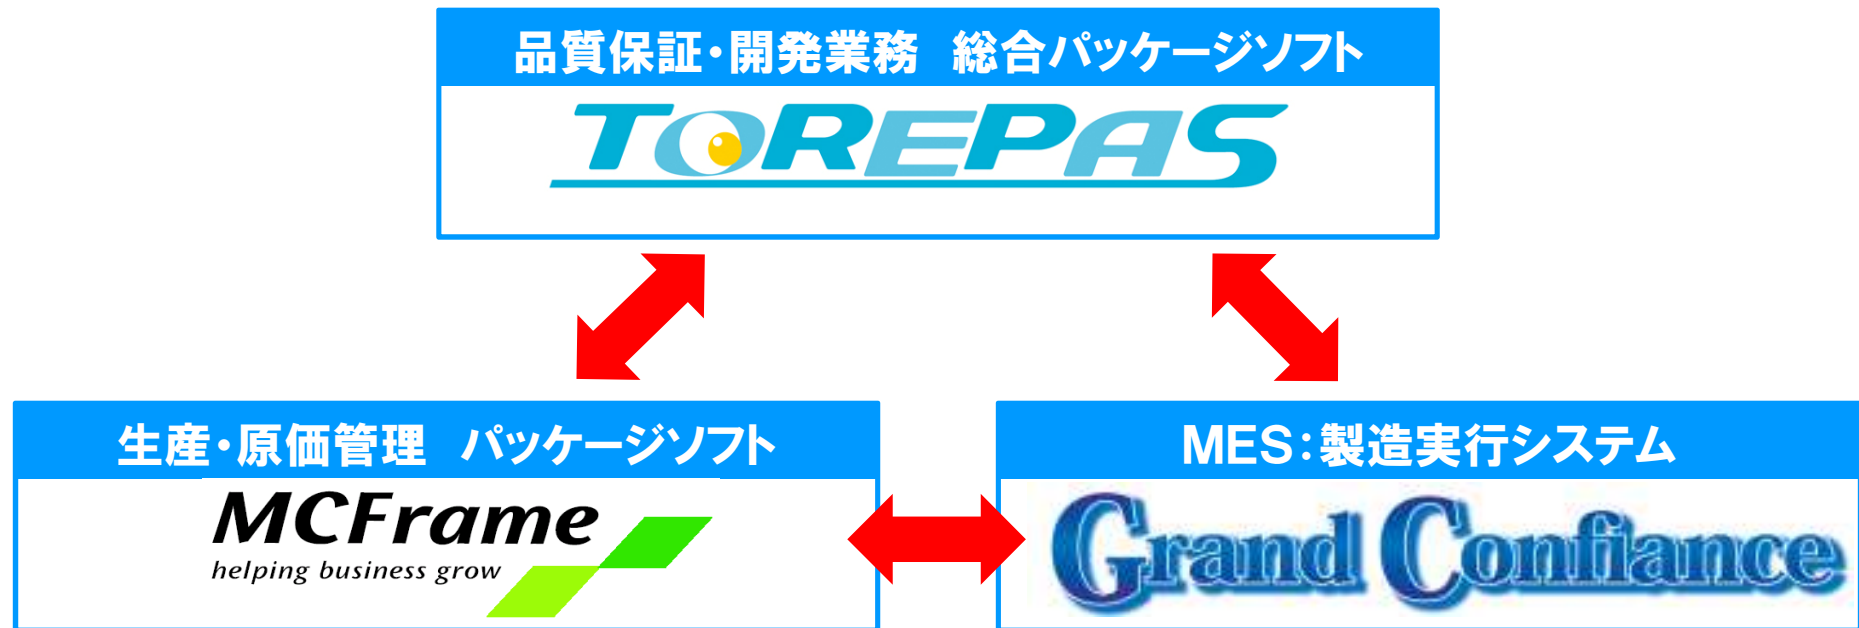 品質保証・開発業務　総合パッケージソフト
TOREPAS
生産・原価管理　パッケージソフト
MCFrame
helping business grow
MES：製造実行システム
Grand Confiance